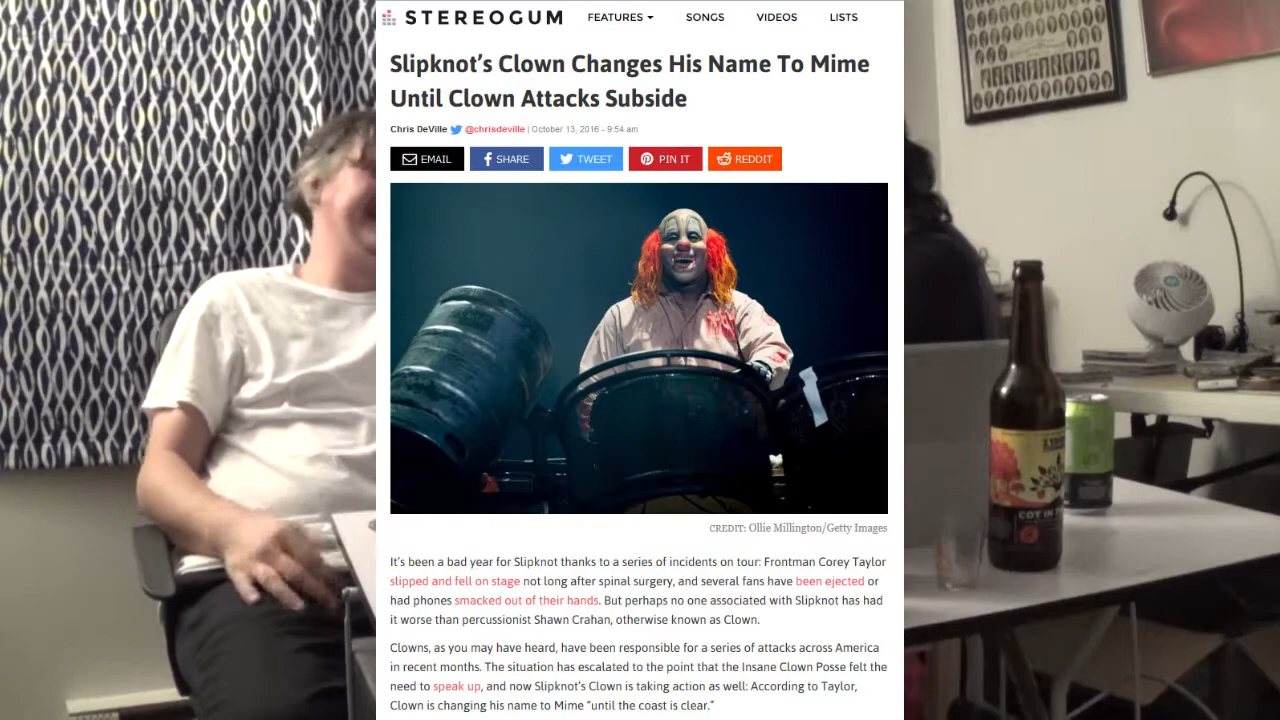 STEREOGUM FEATURES SONGS VIDEOS LISTS
Slipknot’s Clown Changes His Name To Mime
Until Clown Attacks Subside
Chris DeVille @chrisdeville | October 13, 2016 - 9:54 am
EMAIL SHARE TWEET PIN IT REDDIT
CREDIT: Ollie Millington/Getty Images
It’s been a bad year for Slipknot thanks to a series of incidents on tour: Frontman Corey Taylor
slipped and fell on stage not long after spinal surgery, and several fans have been ejected or
had phones smacked out of their hands. But perhaps no one associated with Slipknot has had
it worse than percussionist Shawn Crahan, otherwise known as Clown.
Clowns, as you may have heard, have been responsible for a series of attacks across America
in recent months. The situation has escalated to the point that the Insane Clown Posse felt the
need to speak up, and now Slipknot’s Clown is taking action as well: According to Taylor,
Clown is changing his name to Mime “until the coast is clear.”